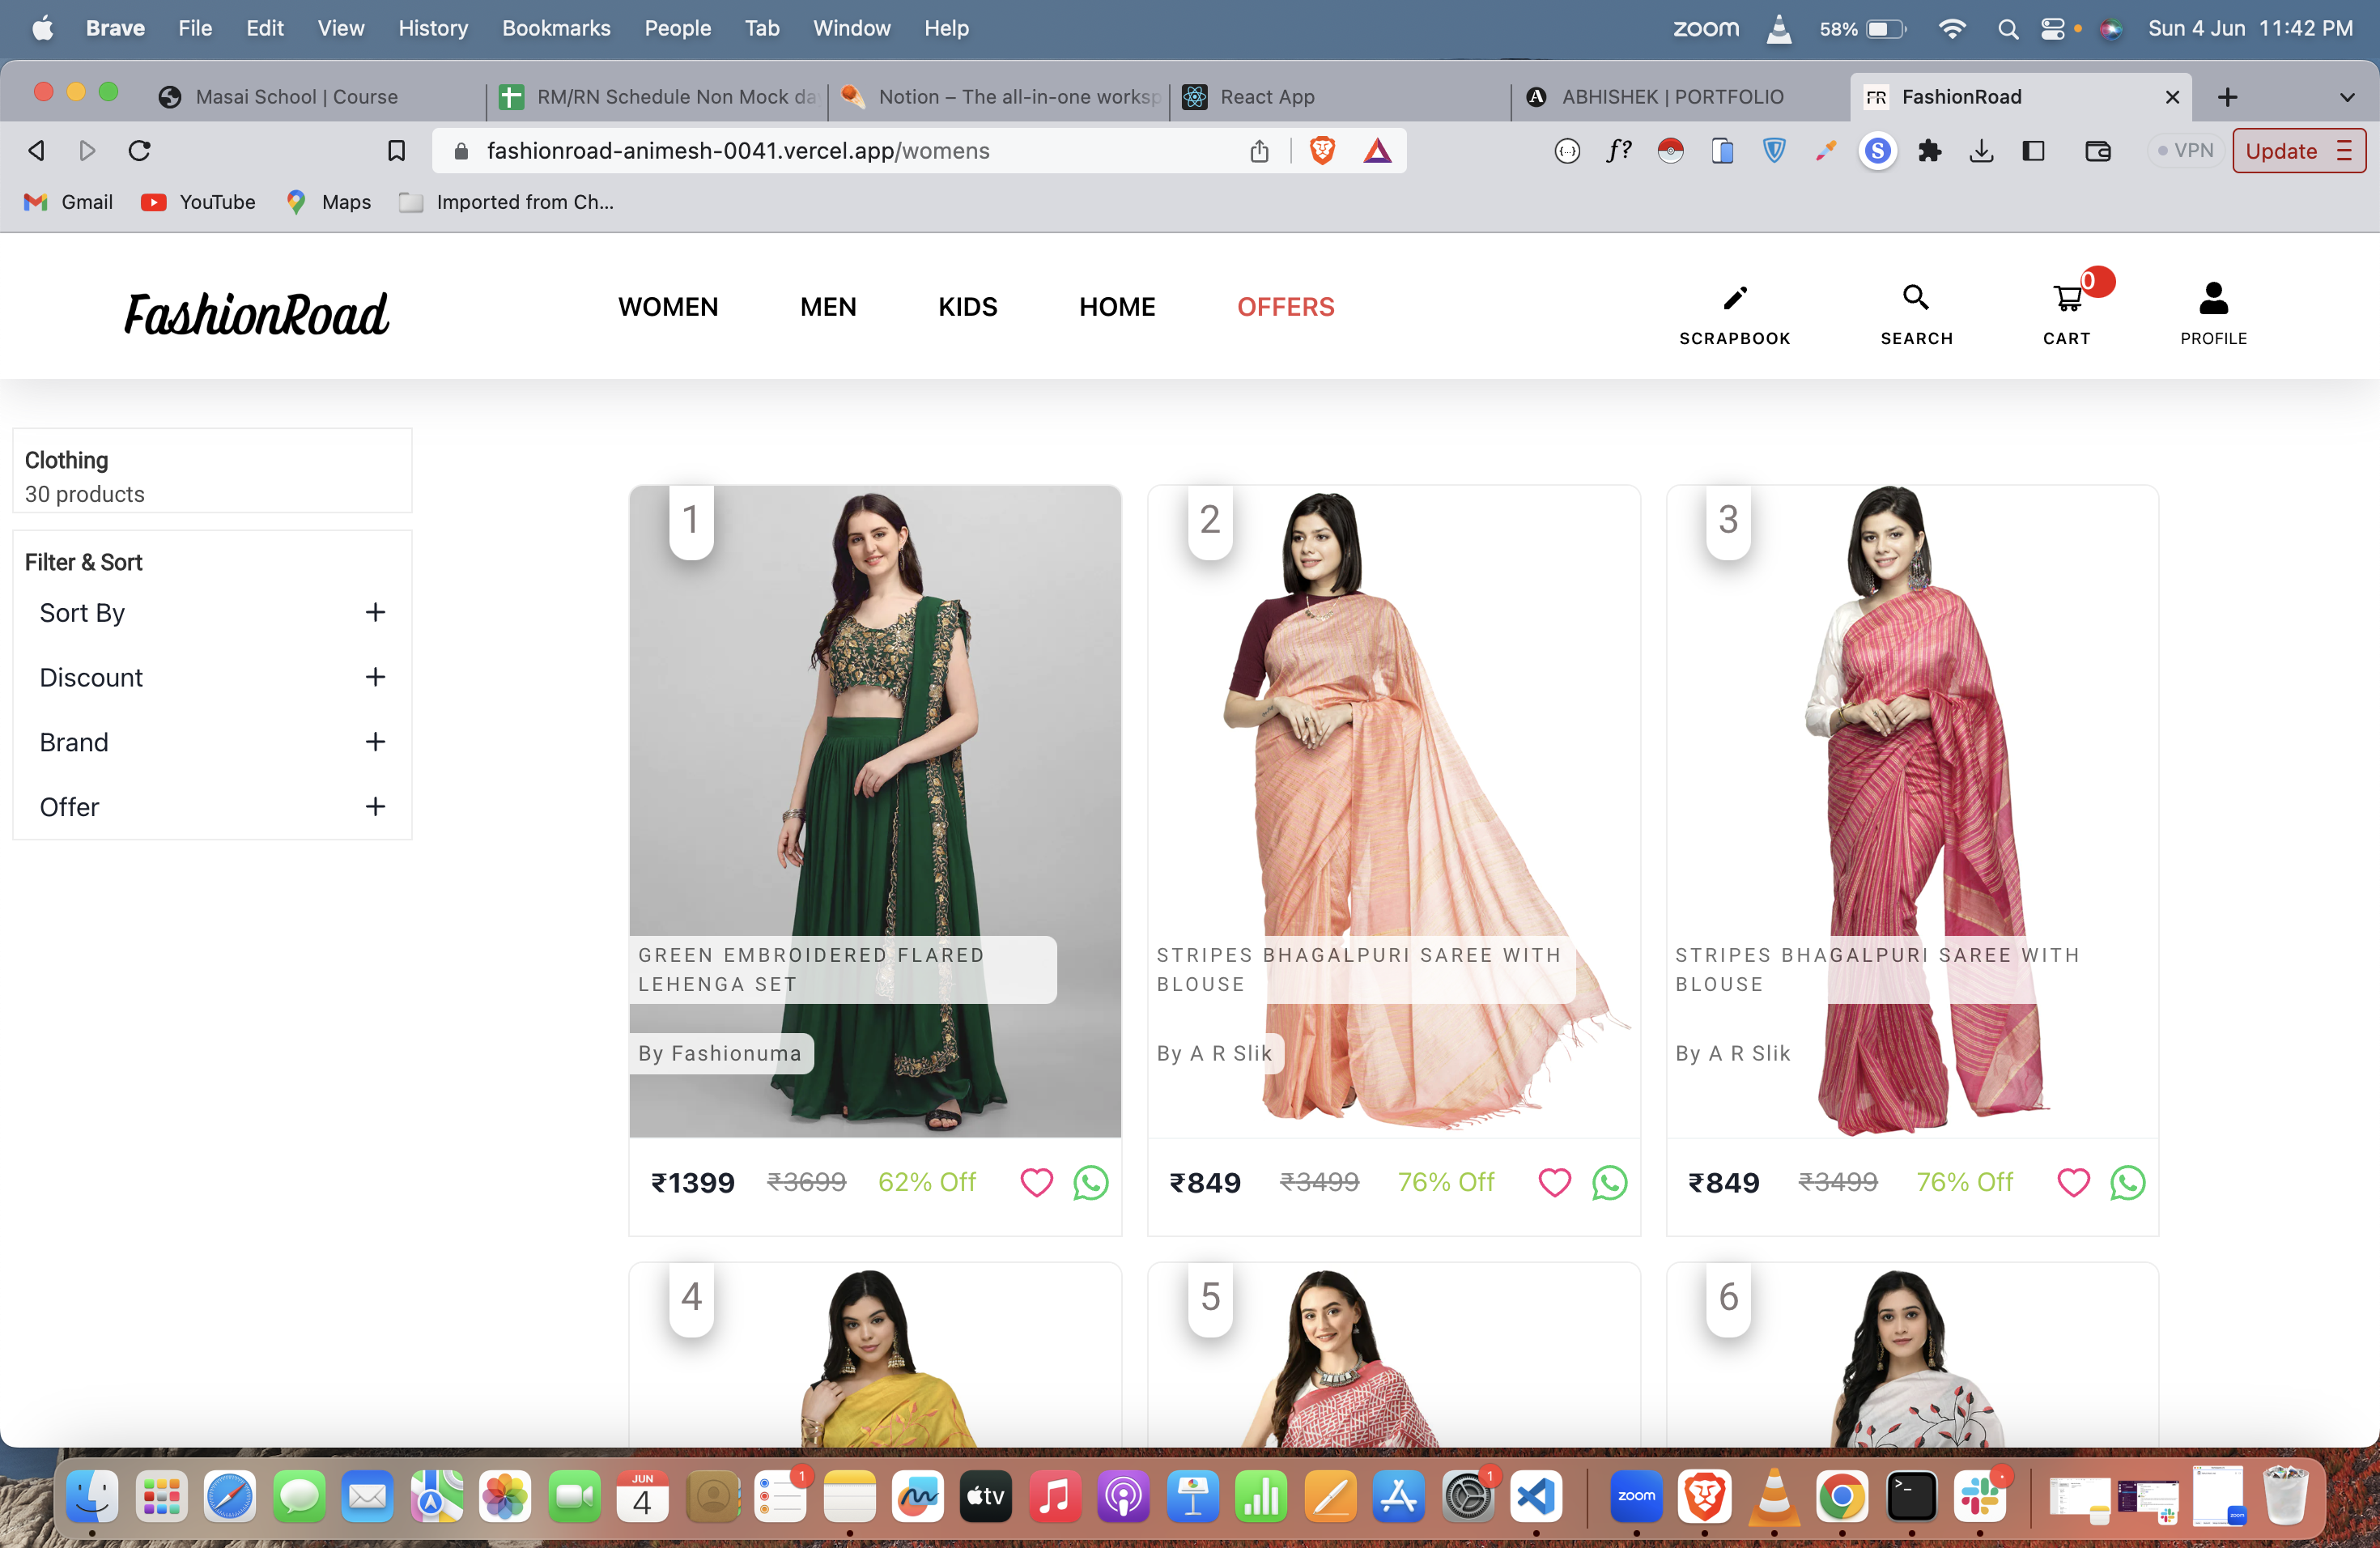 Brave File Edit View History Bookmarks People Tab Window Help zoom 58% Sun 4 Jun 11:42 PM
Masai School | Course RM/RN Schedule Non Mock da Notion – The all-in-one worksp React App ABHISHEK | PORTFOLIO FR FashionRoad
fashionroad-animesh-0041.vercel.app/womens f? S VPN Update
Gmail YouTube Maps Imported from Ch...
FashionRoad WOMEN MEN KIDS HOME OFFERS
0
SCRAPBOOK SEARCH CART PROFILE
Clothing
30 products
Filter & Sort
Sort By +
Discount +
Brand +
Offer +
1
GREEN EMBROIDERED FLARED
LEHENGA SET
By Fashionuma
₹1399 ₹3699 62% Off
2
STRIPES BHAGALPURI SAREE WITH
BLOUSE
By A R Slik
₹849 ₹3499 76% Off
3
STRIPES BHAGALPURI SAREE WITH
BLOUSE
By A R Slik
₹849 ₹3499 76% Off
4
5
6
JUN
4
1
tv
1
zoom